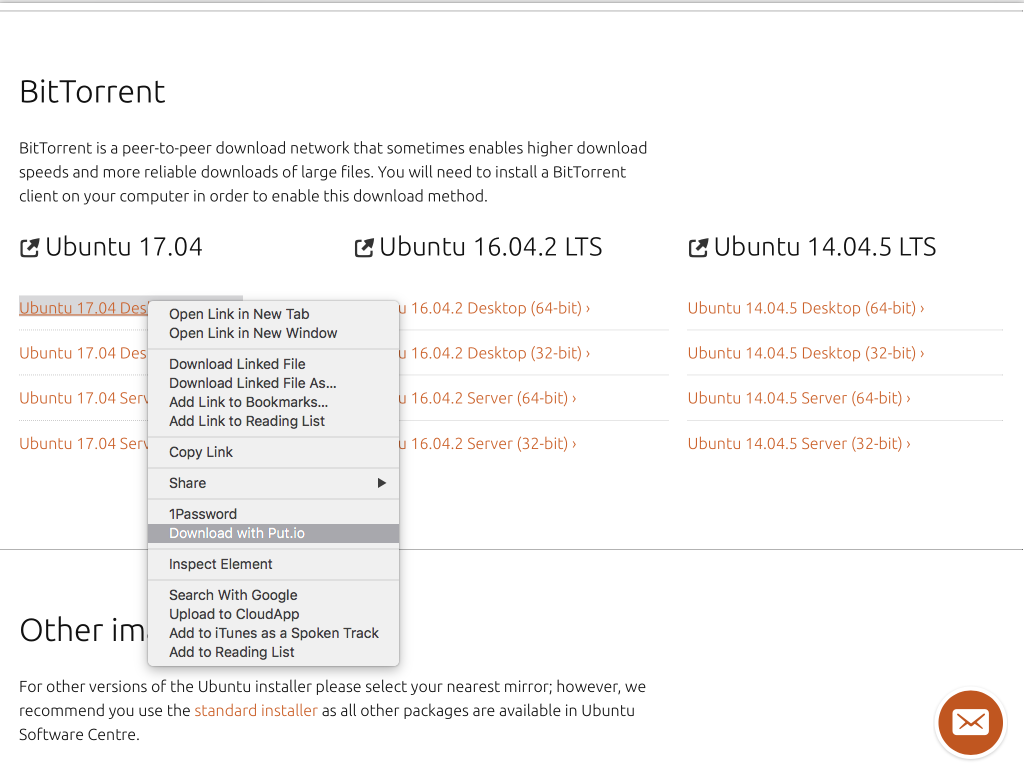 BitTorrent
BitTorrent is a peer-to-peer download network that sometimes enables higher download
speeds and more reliable downloads of large files. You will need to install a BitTorrent
client on your computer in order to enable this download method.
Ubuntu 17.04
Ubuntu 17.04 Des
Ubuntu 17.04 Des
Ubuntu 17.04 Serv
Ubuntu 17.04 Serv
Open Link in New Tab
Open Link in New Window
Download Linked File
Download Linked File As...
Add Link to Bookmarks...
Add Link to Reading List
Copy Link
Share
1Password
Download with Put.io
Inspect Element
Search With Google
Upload to CloudApp
Add to iTunes as a Spoken Track
Add to Reading List
Ubuntu 16.04.2 LTS
u 16.04.2 Desktop (64-bit) ›
u 16.04.2 Desktop (32-bit) ›
u 16.04.2 Server (64-bit) ›
u 16.04.2 Server (32-bit) ›
Ubuntu 14.04.5 LTS
Ubuntu 14.04.5 Desktop (64-bit) ›
Ubuntu 14.04.5 Desktop (32-bit) ›
Ubuntu 14.04.5 Server (64-bit) ›
Ubuntu 14.04.5 Server (32-bit) ›
Other im
For other versions of the Ubuntu installer please select your nearest mirror; however, we
recommend you use the standard installer as all other packages are available in Ubuntu
Software Centre.